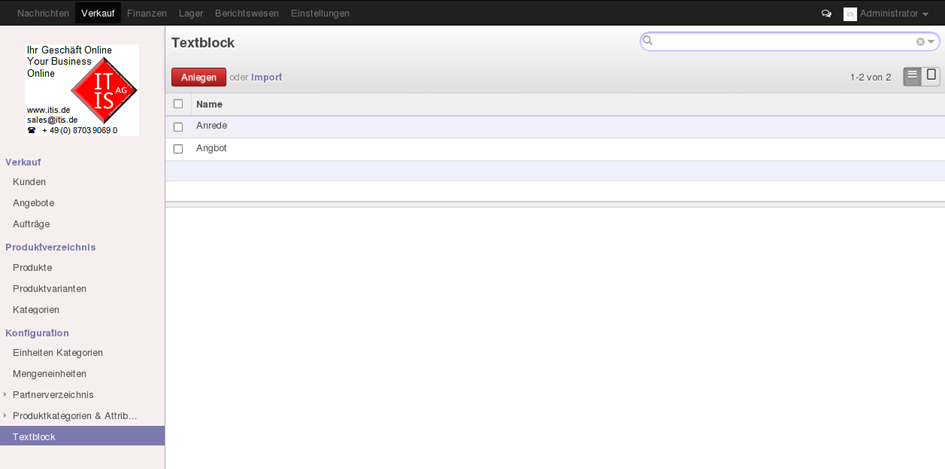 Nachrichten Verkauf Finanzen Lager Berichtswesen Einstellungen Administrator
Ihr Geschäft Online
Your Business
Online
IT
IS
AG
www.itis.de
sales@itis.de
☎ + 49 (0) 8703 9069 0
Verkauf
Kunden
Angebote
Aufträge
Produktverzeichnis
Produkte
Produktvarianten
Kategorien
Konfiguration
Einheiten Kategorien
Mengeneinheiten
Partnerverzeichnis
Produktkategorien & Attrib...
Textblock
Textblock
Anlegen oder Import
1-2 von 2
Name
Anrede
Angbot